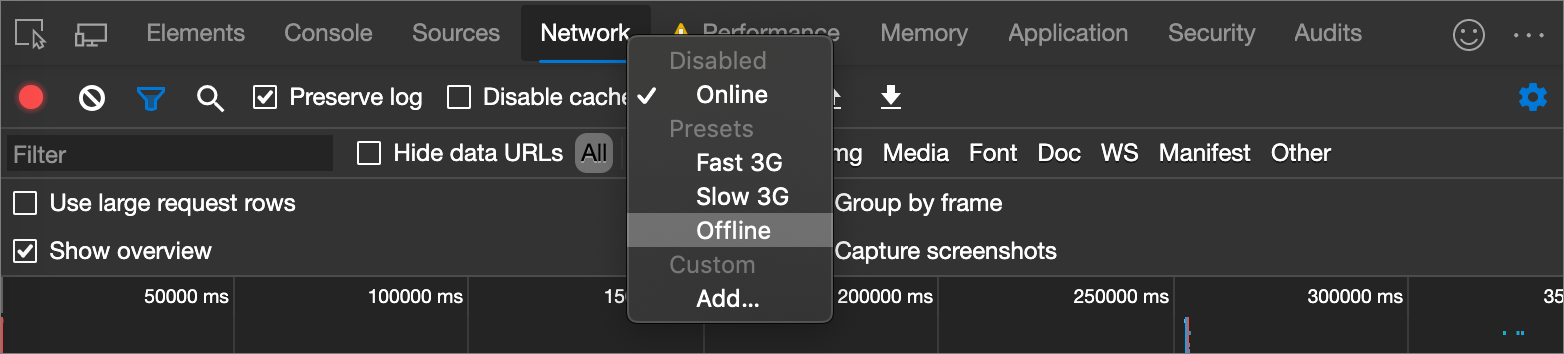 Elements Console Sources Network Performance Memory Application Security Audits
Preserve log Disable cache
Disabled
Online
Presets
Fast 3G
Slow 3G
Offline
Custom
Add...
Filter Hide data URLs All mg Media Font Doc WS Manifest Other
Use large request rows Group by frame
Show overview Capture screenshots
50000 ms 100000 ms 15 200000 ms 250000 ms 300000 ms 35